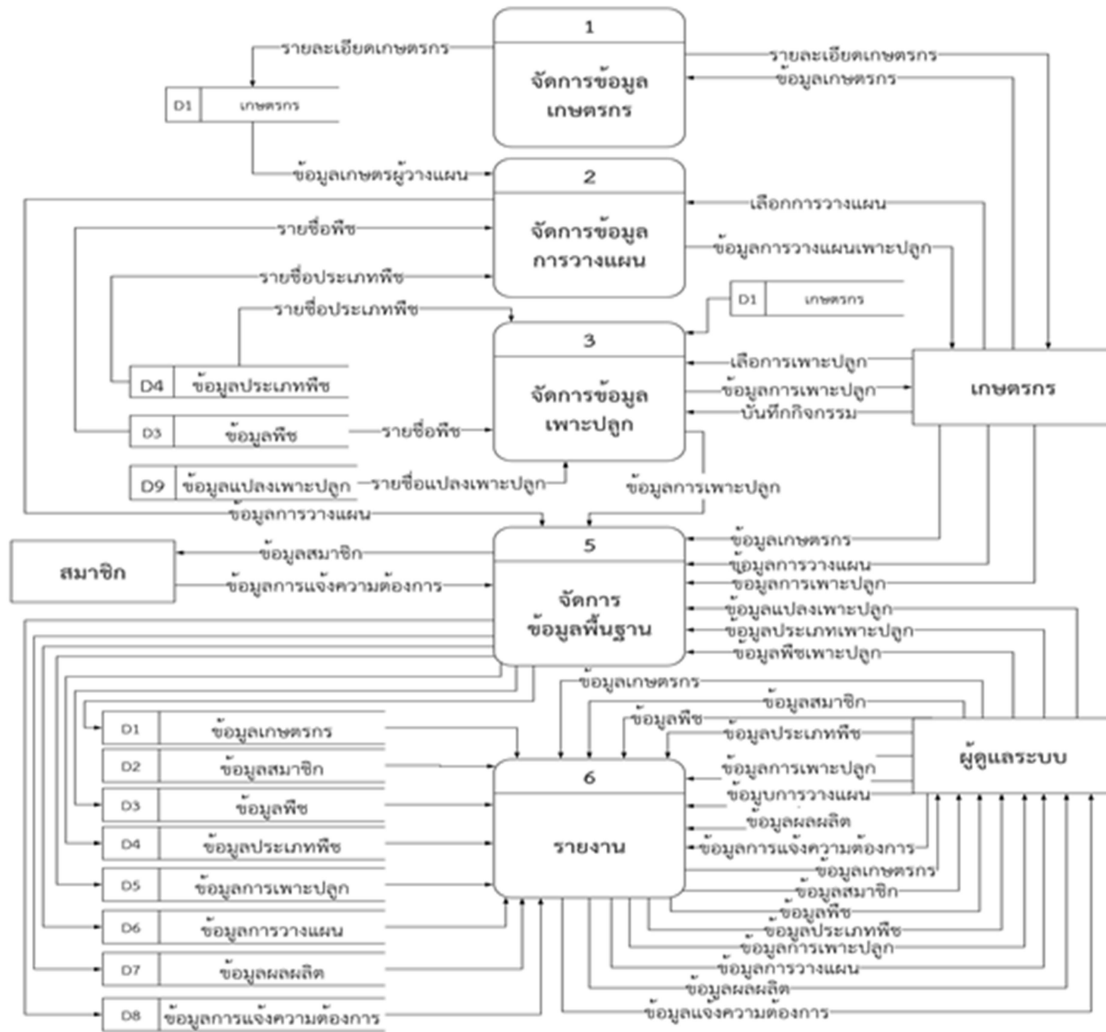 1
รายละเอียดเกษตรกร
รายละเอียดเกษตรกร
จัดการข้อมูล
เกษตรกร
ข้อมูลเกษตรกร
D1 เกษตรกร
ข้อมูลเกษตรผู้วางแผน
2
เลือกการวางแผน
รายชื่อพืช
จัดการข้อมูล
การวางแผน
ข้อมูลการวางแผนเพาะปลูก
รายชื่อประเภทพืช
D1 เกษตรกร
รายชื่อประเภทพืช
3
เลือการเพาะปลูก
D4 ข้อมูลประเภทพืช
จัดการข้อมูล
เพาะปลูก
ข้อมูลการเพาะปลูก
เกษตรกร
บันทึกกิจกรรม
D3 ข้อมูลพืช
รายชื่อพืช
D9 ข้อมูลแปลงเพาะปลูก
รายชื่อแปลงเพาะปลูก
ข้อมูลการเพาะปลูก
ข้อมูลการวางแผน
ข้อมูลเกษตรกร
5
ข้อมูลสมาชิก
ข้อมูลการวางแผน
สมาชิก
ข้อมูลการแจ้งความต้องการ
ข้อมูลการเพาะปลูก
จัดการ
ข้อมูลพื้นฐาน
ข้อมูลแปลงเพาะปลูก
ข้อมูลประเภทเพาะปลูก
ข้อมูลพืชเพาะปลูก
ข้อมูลเกษตรกร
ข้อมูลสมาชิก
ข้อมูลพืช
ข้อมูลประเภทพืช
ผู้ดูแลระบบ
D1 ข้อมูลเกษตรกร
D2 ข้อมูลสมาชิก
6
ข้อมูลการเพาะปลูก
ข้อมูบการวางแผน
D3 ข้อมูลพืช
ข้อมูลผลผลิต
D4 ข้อมูลประเภทพืช
รายงาน
ข้อมูลการแจ้งความต้องการ
ข้อมูลเกษตรกร
D5 ข้อมูลการเพาะปลูก
ข้อมูลสมาชิก
ข้อมูลพืช
D6 ข้อมูลการวางแผน
ข้อมูลประเภทพืช
ข้อมูลการเพาะปลูก
D7 ข้อมูลผลผลิต
ข้อมูลการวางแผน
ข้อมูลผลผลิต
D8 ข้อมูลการแจ้งความต้องการ
ข้อมูลแจ้งความต้องการ